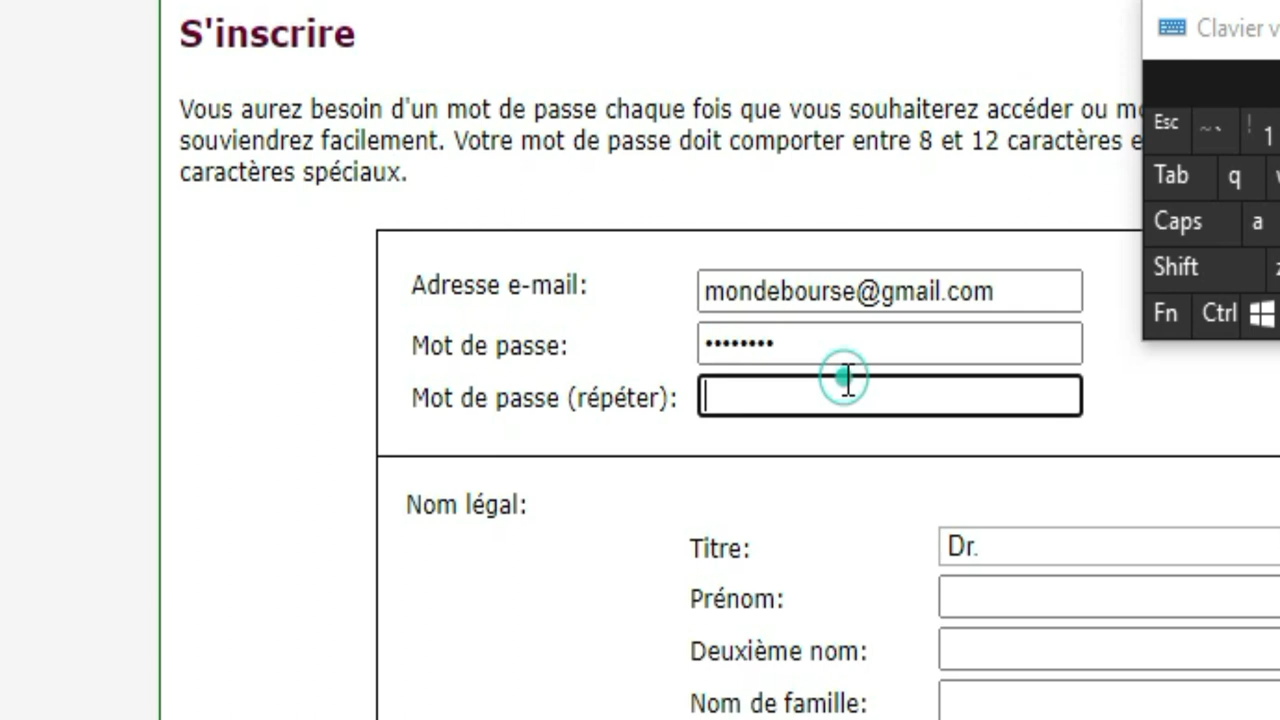 S'inscrire
Clavier v
Vous aurez besoin d'un mot de passe chaque fois que vous souhaiterez accéder ou mo
souviendrez facilement. Votre mot de passe doit comporter entre 8 et 12 caractères e
caractères spéciaux.
Esc ~` ! 1
Tab q
Caps a
Shift z
Fn Ctrl
Adresse e-mail: mondebourse@gmail.com
Mot de passe: ••••••••
Mot de passe (répéter):
Nom légal:
Titre: Dr.
Prénom:
Deuxième nom:
Nom de famille: